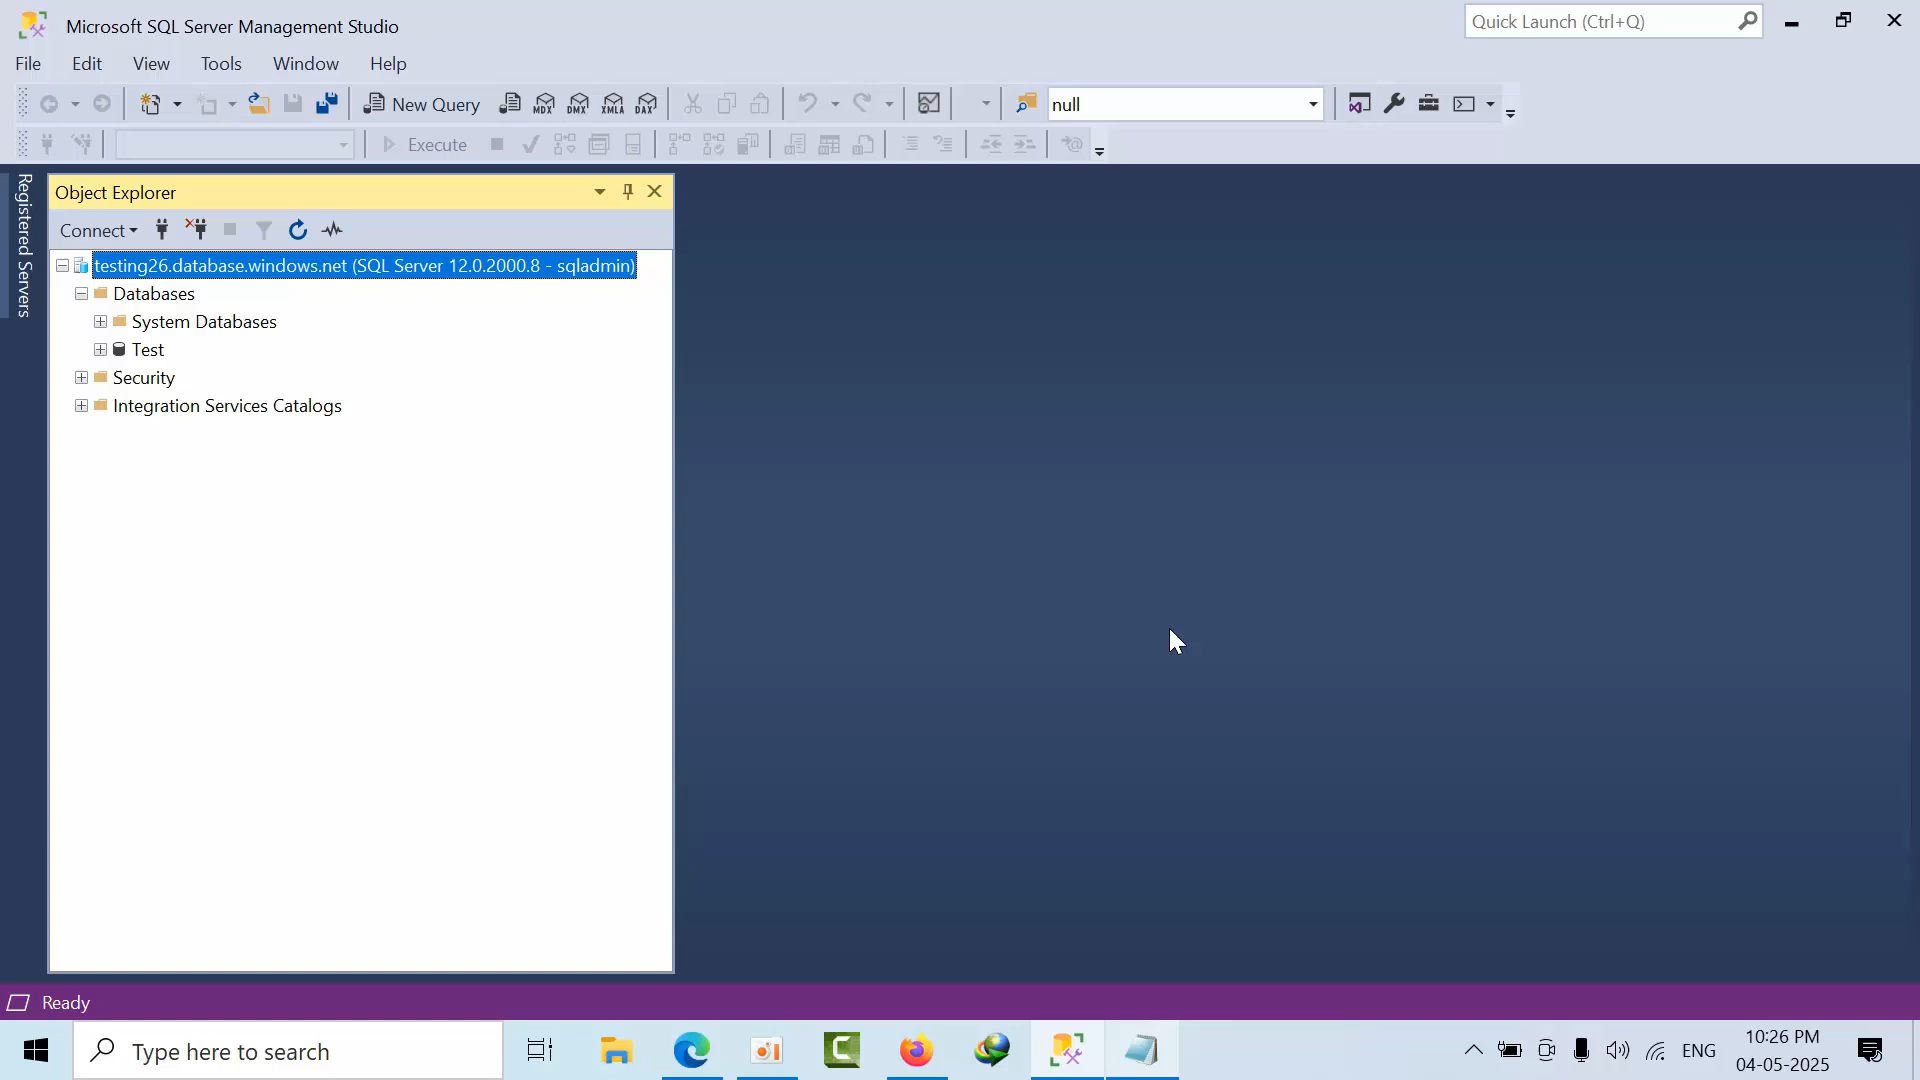 Microsoft SQL Server Management Studio
Quick Launch (Ctrl+Q)
File Edit View Tools Window Help
New Query MDX DMX XMLA DAX null
Execute
Registered Servers
Object Explorer
Connect
testing26.database.windows.net (SQL Server 12.0.2000.8 - sqladmin)
Databases
System Databases
Test
Security
Integration Services Catalogs
Ready
Type here to search
ENG
10:26 PM
04-05-2025